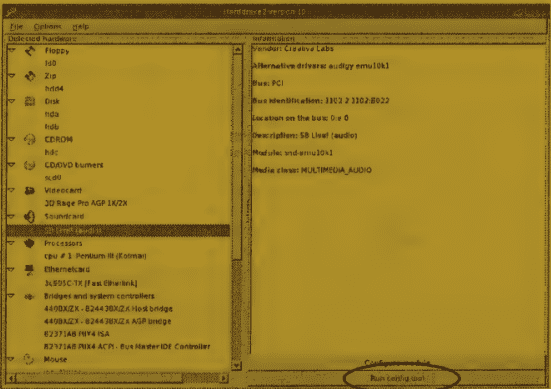 Harddrake2 version 10
File Options Help
Detected hardware
Information
Floppy
fd0
Zip
hdd4
Disk
hda
hdb
CDROM
hdc
CD/DVD burners
scd0
Videocard
3D Rage Pro AGP 1X/2X
Soundcard
SB Live! (audio)
Processors
cpu # 1: Pentium III (Katmai)
Ethernetcard
3c905C-TX [Fast Etherlink]
Bridges and system controllers
440BX/ZX - 82443BX/ZX Host bridge
440BX/ZX - 82443BX/ZX AGP bridge
82371AB PIIX4 ISA
82371AB PIIX4 ACPI - Bus Master IDE Controller
Mouse
Vendor: Creative Labs
Alternative drivers: audigy emu10k1
Bus: PCI
Bus identification: 1102:2:1102:8022
Location on the bus: 0:e:0
Description: SB Live! (audio)
Module: snd-emu10k1
Media class: MULTIMEDIA_AUDIO
Configure module
Run config tool